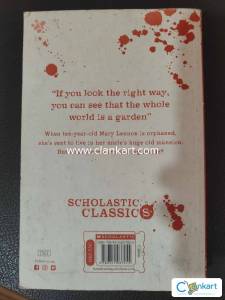 "If you look the right way,
you can see that the whole
world is a garden"
When ten-year-old Mary Lennox is orphaned,
she's sent to live in her uncle's huge old mansion.
www.clankart.com
SCHOLASTIC
CLASSICS
SCHOLASTIC
Clankart